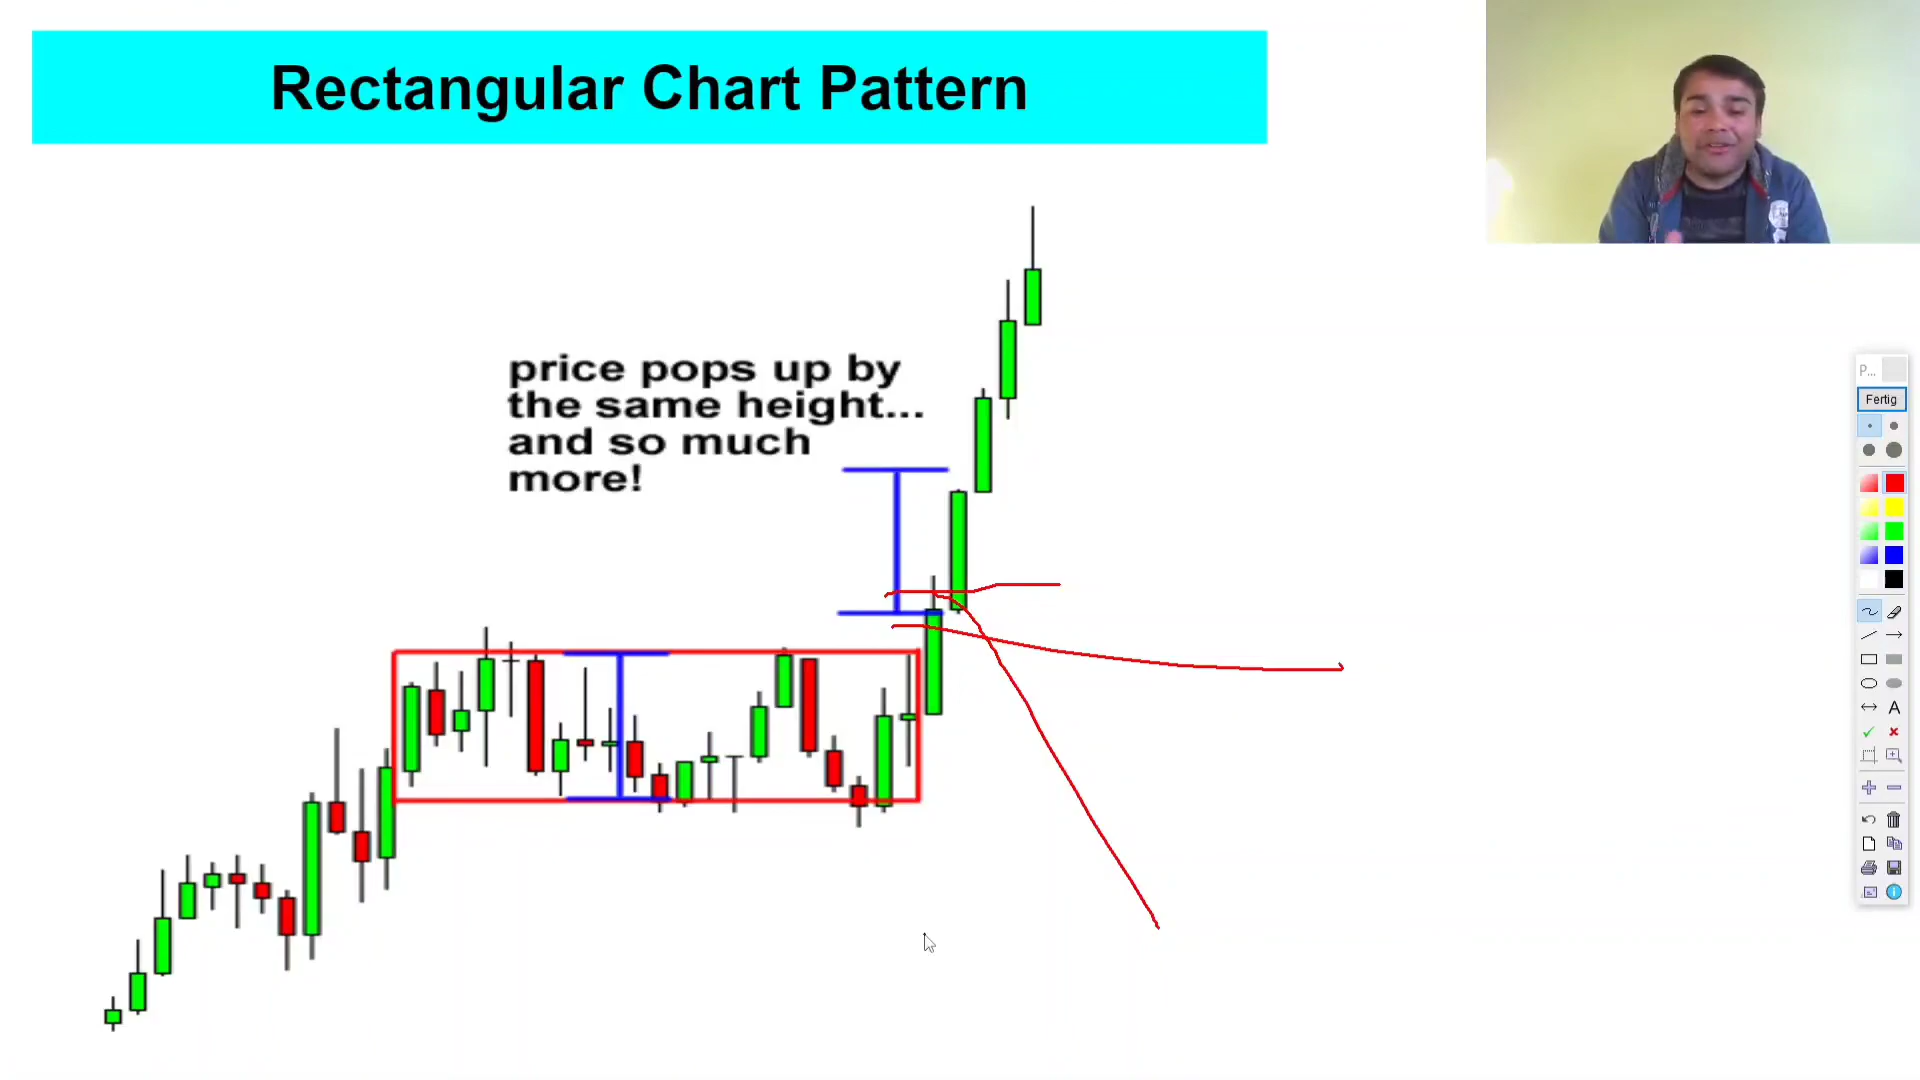 Rectangular Chart Pattern
price pops up by
the same height...
and so much
more!
P...
Fertig
A